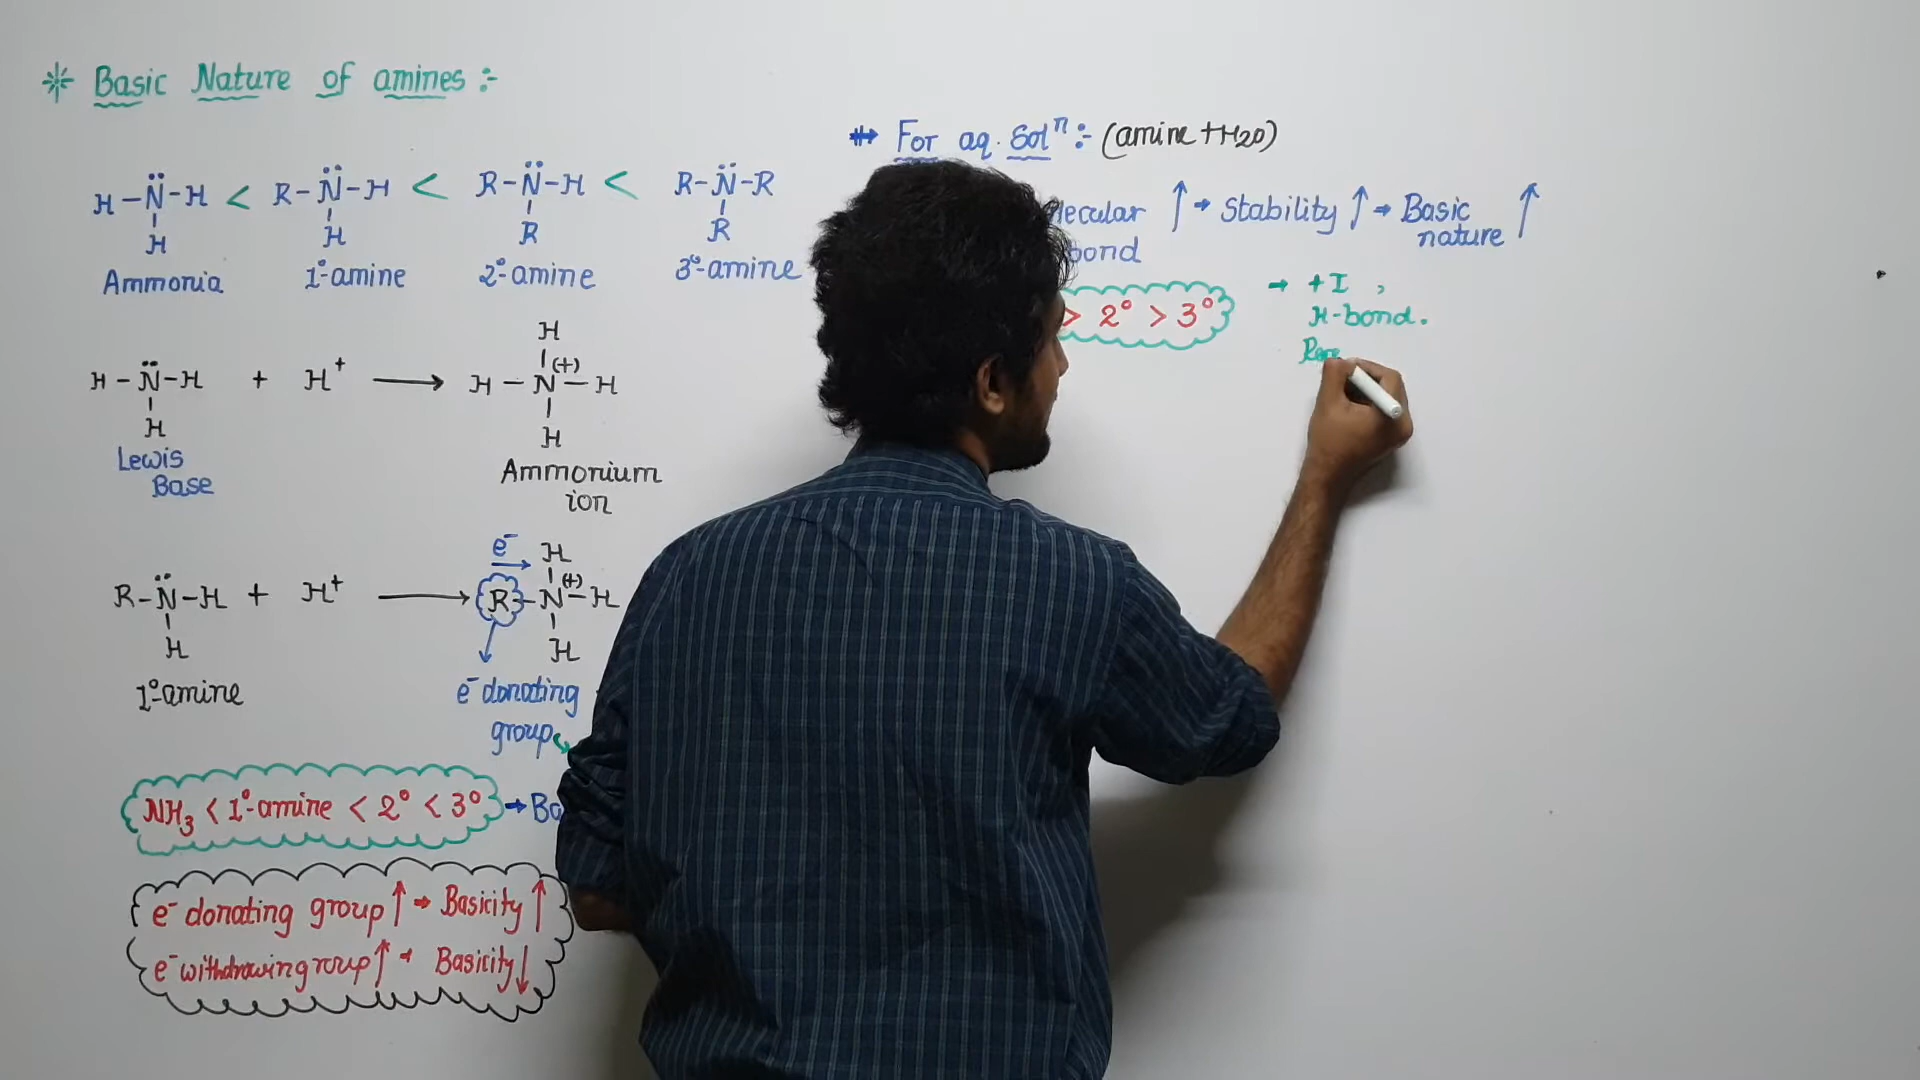 * Basic Nature of amines :-
H-N̈-H < R-N̈-H < R-N̈-H < R-N̈-R
H H R R
Ammonia 1°-amine 2°-amine 3°-amine
H
H-N̈-H + H⁺ ⟶ H-N(+)-H
H H
Lewis
Base
Ammonium
ion
e⁻ H
R-N̈-H + H⁺ ⟶ R-N(+)-H
H H
1°-amine
e⁻donating
group
NH₃ < 1°-amine < 2° < 3° →
e⁻ donating group ↑ → Basicity ↑
e⁻withdrawingroup ↑ → Basicity ↓
For aq. Solⁿ :- (amine + H₂O)
↑ → Stability ↑ → Basic
bond nature ↑
> 2° > 3°
→ +I ,
H-bond.